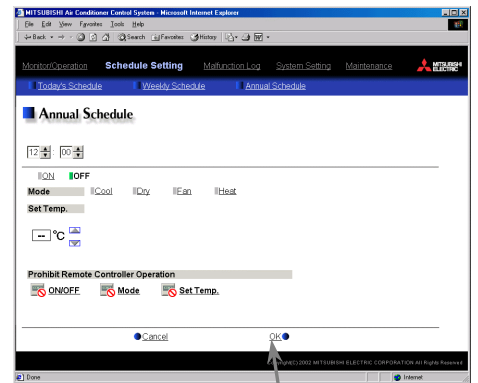 MITSUBISHI Air Conditioner Control System - Microsoft Internet Explorer
File Edit View Favorites Tools Help
Back Search Favorites History
Monitor/Operation Schedule Setting Malfunction Log System Setting Maintenance MITSUBISHI ELECTRIC
Today's Schedule Weekly Schedule Annual Schedule
Annual Schedule
12 : 00
ON OFF
Mode Cool Dry Fan Heat
Set Temp.
-- °C
Prohibit Remote Controller Operation
ON/OFF Mode Set Temp.
Cancel OK
(C)2002 MITSUBISHI ELECTRIC CORPORATION All Rights Reserved
Done Internet